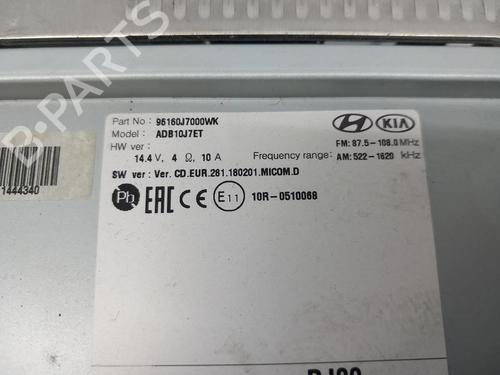 B-PARTS
Part No : 96160J7000WK
Model : ADB10J7ET
HW ver :
14.4 V, 4 Ω, 10 A
Frequency range :
FM: 87.5- 108.0 MHz
AM: 522-1620 kHz
KIA
SW ver : Ver. CD.EUR.281.180201.MICOM.D
Pb EAC CE E11 10R-0510068
1444340